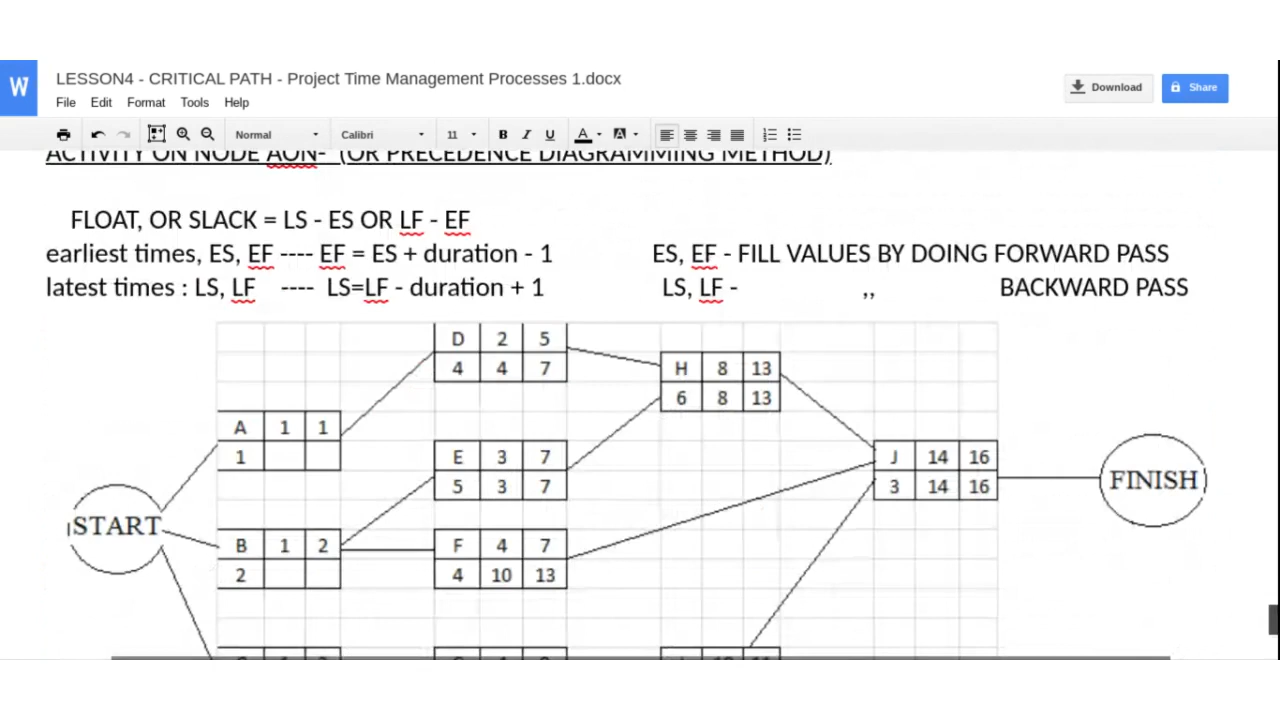 W
LESSON4 - CRITICAL PATH - Project Time Management Processes 1.docx
File Edit Format Tools Help
Download
Share
Normal Calibri 11 B I U A A
ACTIVITY ON NODE AON- (OR PRECEDENCE DIAGRAMMING METHOD)
FLOAT, OR SLACK = LS - ES OR LF - EF
earliest times, ES, EF ---- EF = ES + duration - 1 ES, EF - FILL VALUES BY DOING FORWARD PASS
latest times : LS, LF ---- LS=LF - duration + 1 LS, LF - ,, BACKWARD PASS
D 2 5
4 4 7
H 8 13
6 8 13
A 1 1
1
E 3 7
5 3 7
J 14 16
3 14 16
FINISH
START
B 1 2
2
F 4 7
4 10 13